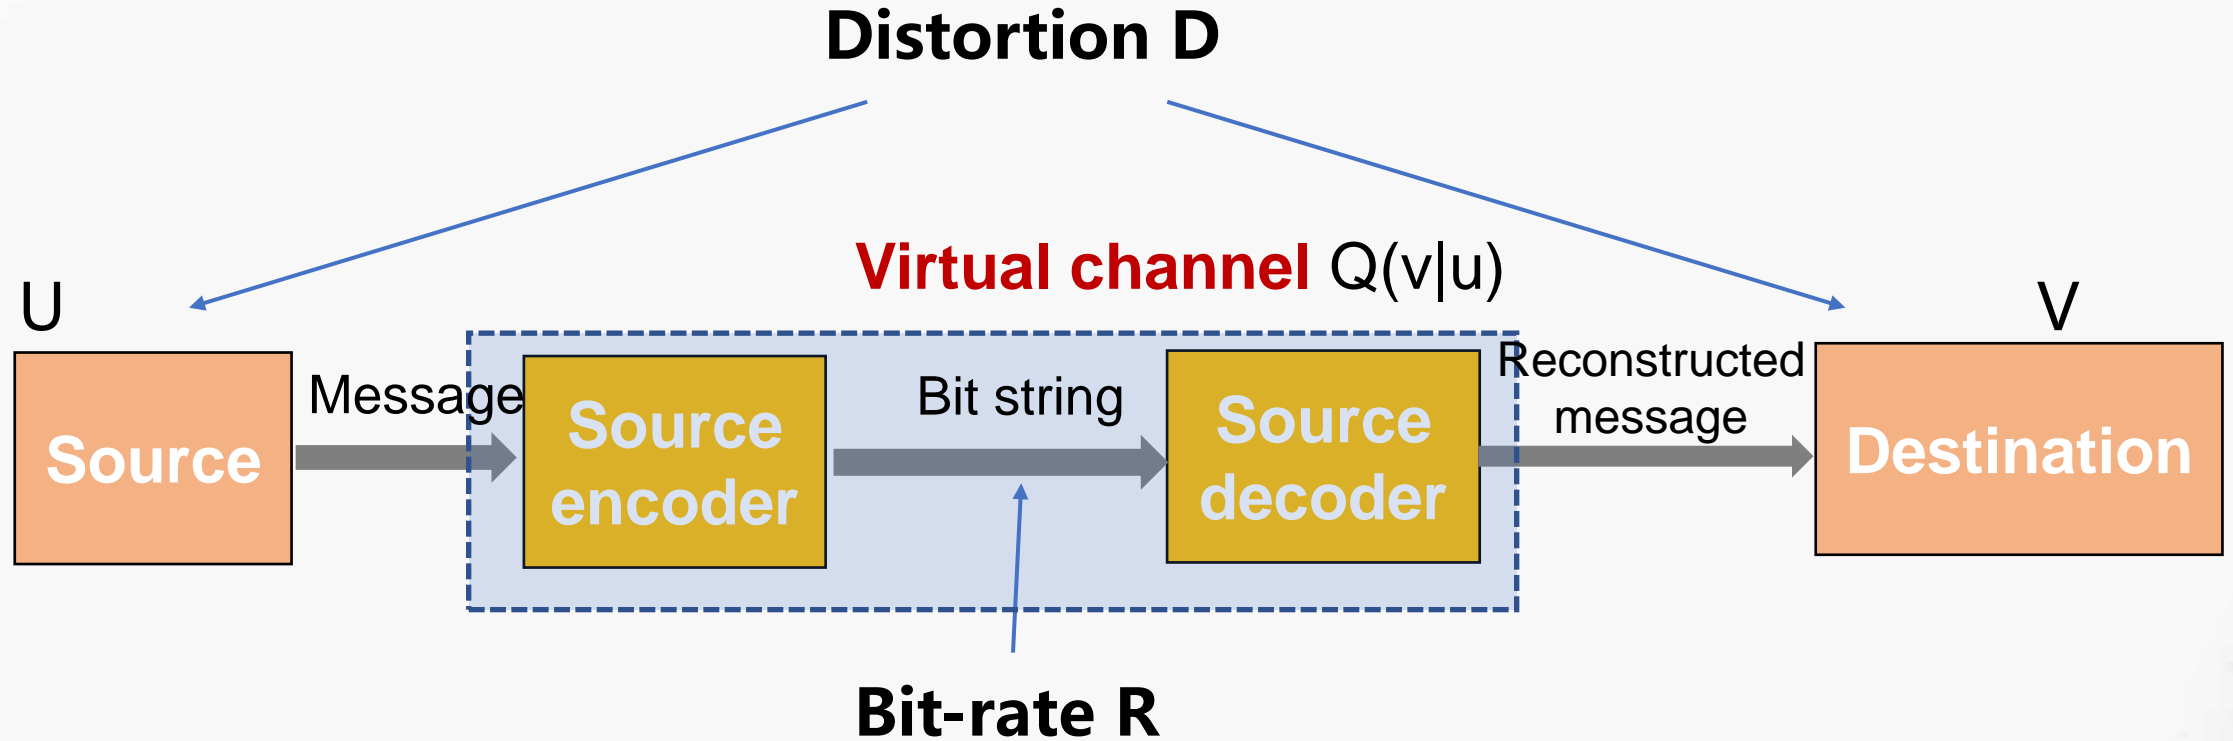 Distortion D
Virtual channel Q(v|u)
U
V
Source
Message
Source
encoder
Bit string
Source
decoder
Reconstructed
message
Destination
Bit-rate R